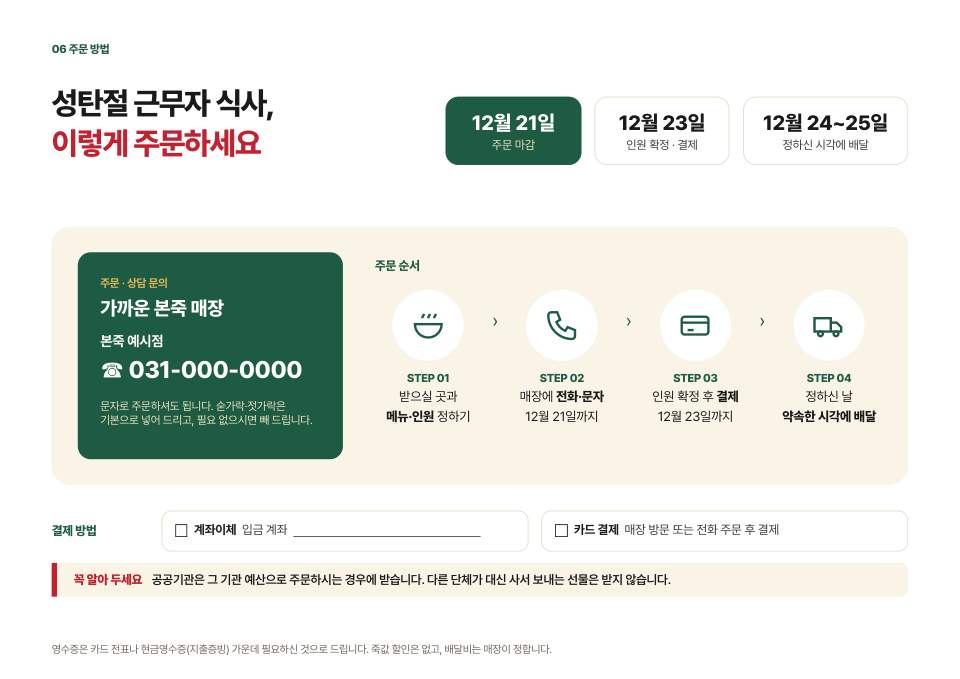 06 주문 방법
성탄절 근무자 식사,
이렇게 주문하세요
12월 21일
주문 마감
12월 23일
인원 확정 · 결제
12월 24~25일
정하신 시각에 배달
주문 · 상담 문의
가까운 본죽 매장
본죽 예시점
☎ 031-000-0000
문자로 주문하셔도 됩니다. 숟가락·젓가락은
기본으로 넣어 드리고, 필요 없으시면 빼 드립니다.
주문 순서
STEP 01
받으실 곳과
메뉴·인원 정하기
›
STEP 02
매장에 전화·문자
12월 21일까지
›
STEP 03
인원 확정 후 결제
12월 23일까지
›
STEP 04
정하신 날
약속한 시각에 배달
결제 방법
☐ 계좌이체 입금 계좌 ____________________
☐ 카드 결제 매장 방문 또는 전화 주문 후 결제
꼭 알아 두세요 공공기관은 그 기관 예산으로 주문하시는 경우에 받습니다. 다른 단체가 대신 사서 보내는 선물은 받지 않습니다.
영수증은 카드 전표나 현금영수증(지출증빙) 가운데 필요하신 것으로 드립니다. 죽값 할인은 없고, 배달비는 매장이 정합니다.